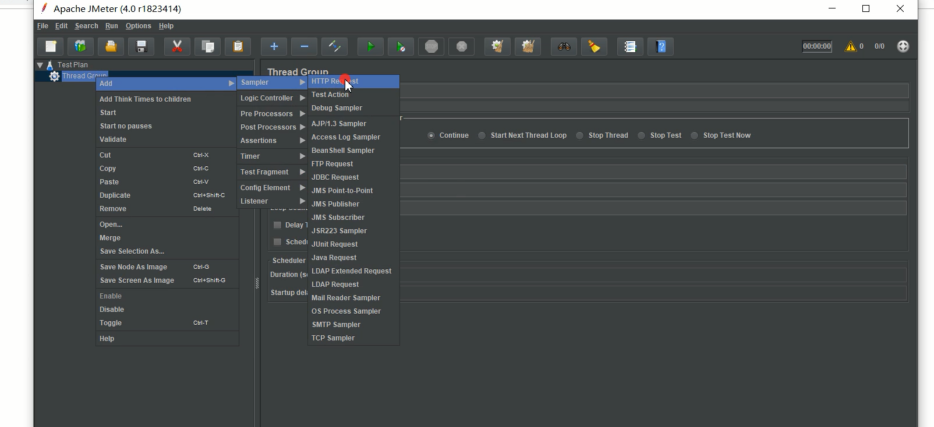 Apache JMeter (4.0 r1823414)
File Edit Search Run Options Help
00:00:00 0 0/0
Test Plan
Thread Group
Thread Group
Add
Add Think Times to children
Start
Start no pauses
Validate
Cut Ctrl-X
Copy Ctrl-C
Paste Ctrl-V
Duplicate Ctrl+Shift-C
Remove Delete
Open...
Merge
Save Selection As...
Save Node As Image Ctrl-G
Save Screen As Image Ctrl+Shift-G
Enable
Disable
Toggle Ctrl-T
Help
Sampler
Logic Controller
Pre Processors
Post Processors
Assertions
Timer
Test Fragment
Config Element
Listener
HTTP Request
Test Action
Debug Sampler
AJP/1.3 Sampler
Access Log Sampler
BeanShell Sampler
FTP Request
JDBC Request
JMS Point-to-Point
JMS Publisher
JMS Subscriber
JSR223 Sampler
JUnit Request
Java Request
LDAP Extended Request
LDAP Request
Mail Reader Sampler
OS Process Sampler
SMTP Sampler
TCP Sampler
Continue Start Next Thread Loop Stop Thread Stop Test Stop Test Now
Delay T
Sched
Scheduler
Duration (s
Startup del